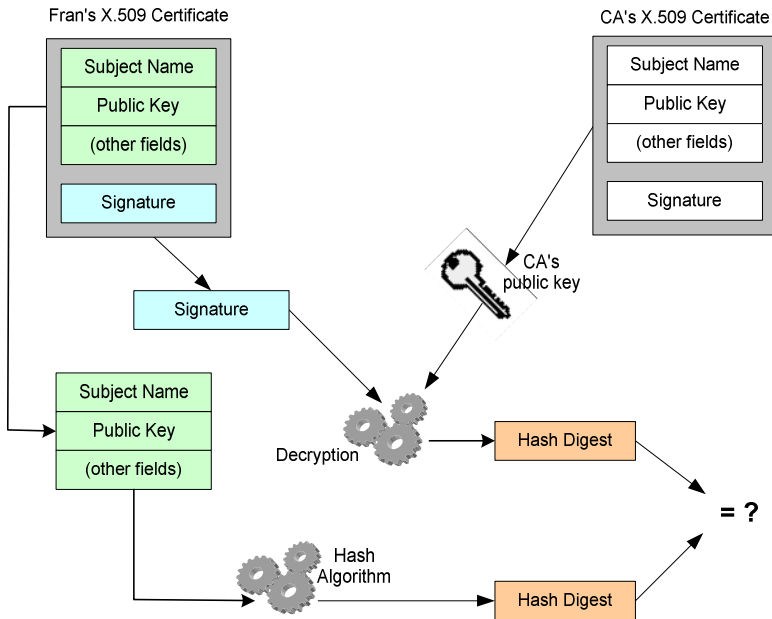 Fran's X.509 Certificate
CA's X.509 Certificate
Subject Name
Public Key
(other fields)
Signature
Subject Name
Public Key
(other fields)
Signature
CA's
public key
Signature
Subject Name
Public Key
(other fields)
Decryption
Hash Digest
= ?
Hash
Algorithm
Hash Digest